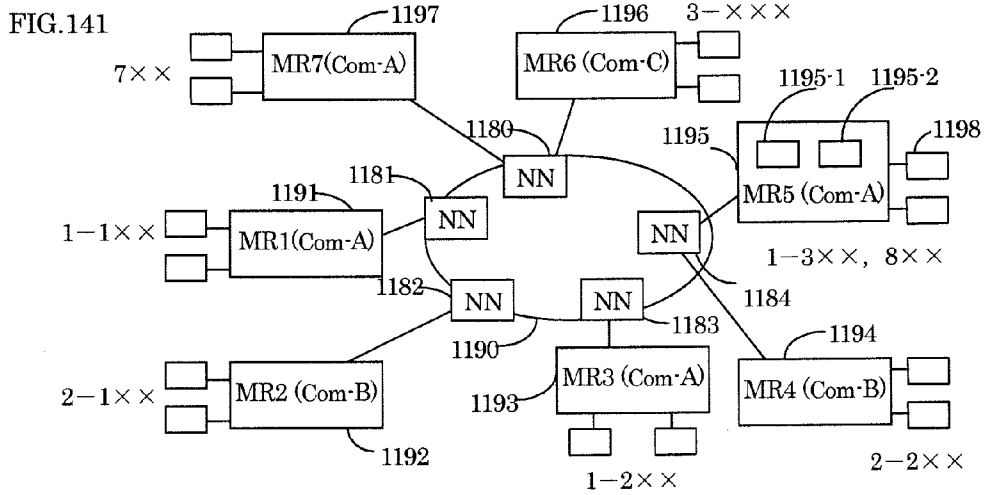 FIG.141
1197
1196
3-×××
MR7(Com-A)
MR6 (Com-C)
7××
1195-1
1195-2
1180
1195
1198
NN
1181
1191
NN
MR5 (Com-A)
1-1××
MR1(Com-A)
NN
1-3××, 8××
1182
NN
NN
1184
1183
1190
1194
2-1××
MR2 (Com-B)
1193
MR3 (Com-A)
MR4 (Com-B)
1192
1-2××
2-2××